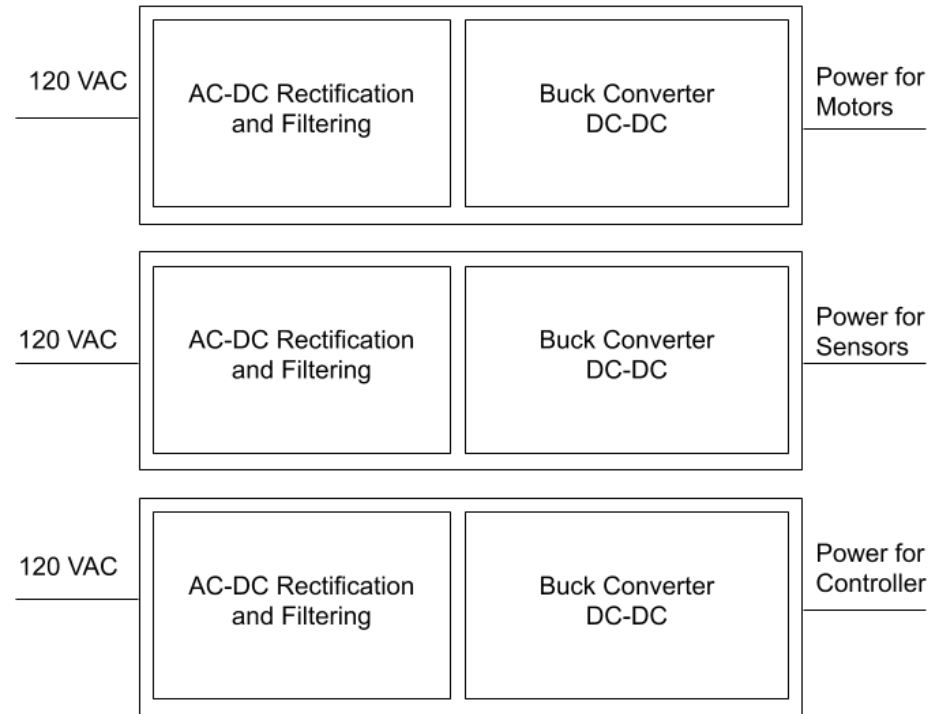 120 VAC
AC-DC Rectification
and Filtering
Buck Converter
DC-DC
Power for
Motors
120 VAC
AC-DC Rectification
and Filtering
Buck Converter
DC-DC
Power for
Sensors
120 VAC
AC-DC Rectification
and Filtering
Buck Converter
DC-DC
Power for
Controller